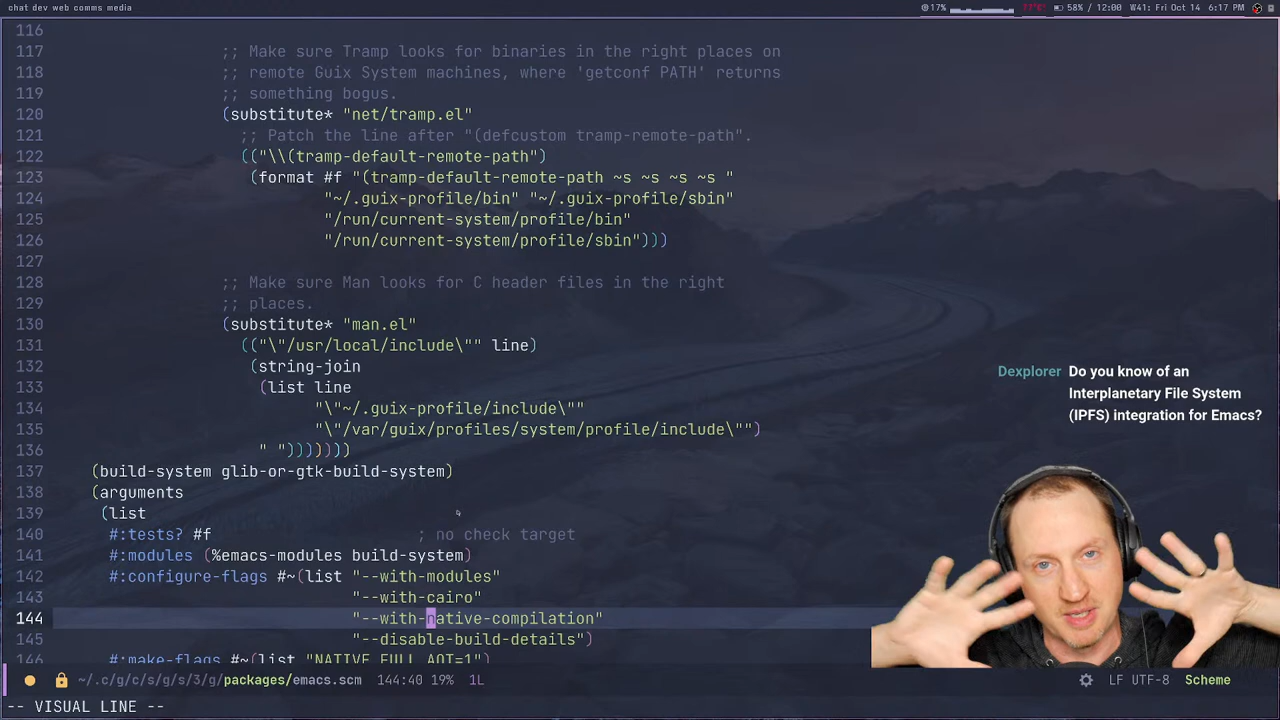 chat dev web comms media
17%
77°C
58% / 12:00
W41: Fri Oct 14
6:17 PM
116
117 ;; Make sure Tramp looks for binaries in the right places on
118 ;; remote Guix System machines, where 'getconf PATH' returns
119 ;; something bogus.
120 (substitute* "net/tramp.el"
121 ;; Patch the line after "(defcustom tramp-remote-path".
122 (("\\(tramp-default-remote-path")
123 (format #f "(tramp-default-remote-path ~s ~s ~s ~s "
124 "~/.guix-profile/bin" "~/.guix-profile/sbin"
125 "/run/current-system/profile/bin"
126 "/run/current-system/profile/sbin")))
127
128 ;; Make sure Man looks for C header files in the right
129 ;; places.
130 (substitute* "man.el"
131 (("\"/usr/local/include\"" line)
132 (string-join
133 (list line
134 "\"~/.guix-profile/include\""
135 "\"/var/guix/profiles/system/profile/include\"")
136 " ")))))))
137 (build-system glib-or-gtk-build-system)
138 (arguments
139 (list
140 #:tests? #f ; no check target
141 #:modules (%emacs-modules build-system)
142 #:configure-flags #~(list "--with-modules"
143 "--with-cairo"
144 "--with-native-compilation"
145 "--disable-build-details")
146 #:make-flags #~(list "NATIVE_FULL_AOT=1")
Dexplorer Do you know of an
Interplanetary File System
(IPFS) integration for Emacs?
~/.c/g/c/s/g/s/3/g/packages/emacs.scm 144:40 19% 1L
LF UTF-8 Scheme
-- VISUAL LINE --